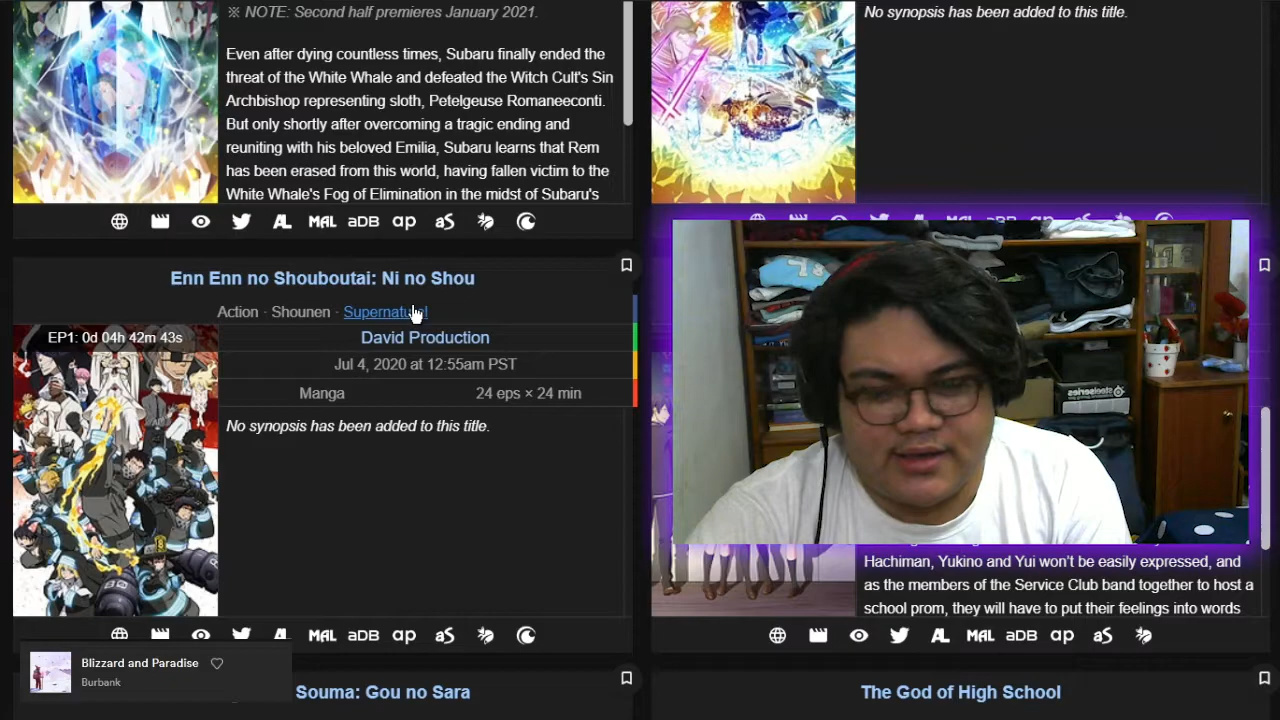 ※ NOTE: Second half premieres January 2021.
Even after dying countless times, Subaru finally ended the
threat of the White Whale and defeated the Witch Cult's Sin
Archbishop representing sloth, Petelgeuse Romaneeconti.
But only shortly after overcoming a tragic ending and
reuniting with his beloved Emilia, Subaru learns that Rem
has been erased from this world, having fallen victim to the
White Whale's Fog of Elimination in the midst of Subaru's
AL MAL aDB ap aS
No synopsis has been added to this title.
Enn Enn no Shouboutai: Ni no Shou
Action · Shounen · Supernatural
EP1: 0d 04h 42m 43s
David Production
Jul 4, 2020 at 12:55am PST
Manga 24 eps × 24 min
No synopsis has been added to this title.
MAL aDB ap aS
steelseries
Hachiman, Yukino and Yui won't be easily expressed, and
as the members of the Service Club band together to host a
school prom, they will have to put their feelings into words
AL MAL aDB ap aS
Blizzard and Paradise
Burbank
Souma: Gou no Sara
The God of High School